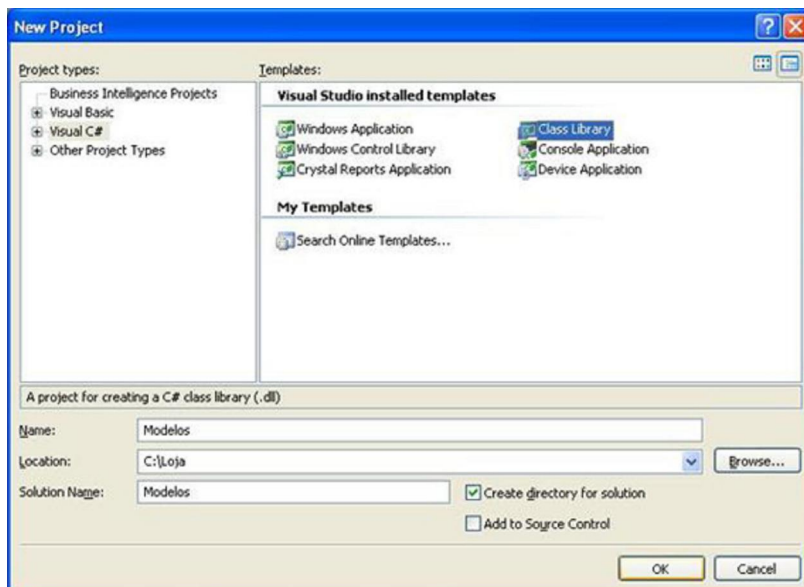 New Project
Project types:
Templates:
Business Intelligence Projects
Visual Basic
Visual C#
Other Project Types
Visual Studio installed templates
Windows Application
Class Library
Windows Control Library
Console Application
Crystal Reports Application
Device Application
My Templates
Search Online Templates...
A project for creating a C# class library (.dll)
Name:
Modelos
Location:
C:\Loja
Browse...
Solution Name:
Modelos
Create directory for solution
Add to Source Control
OK
Cancel